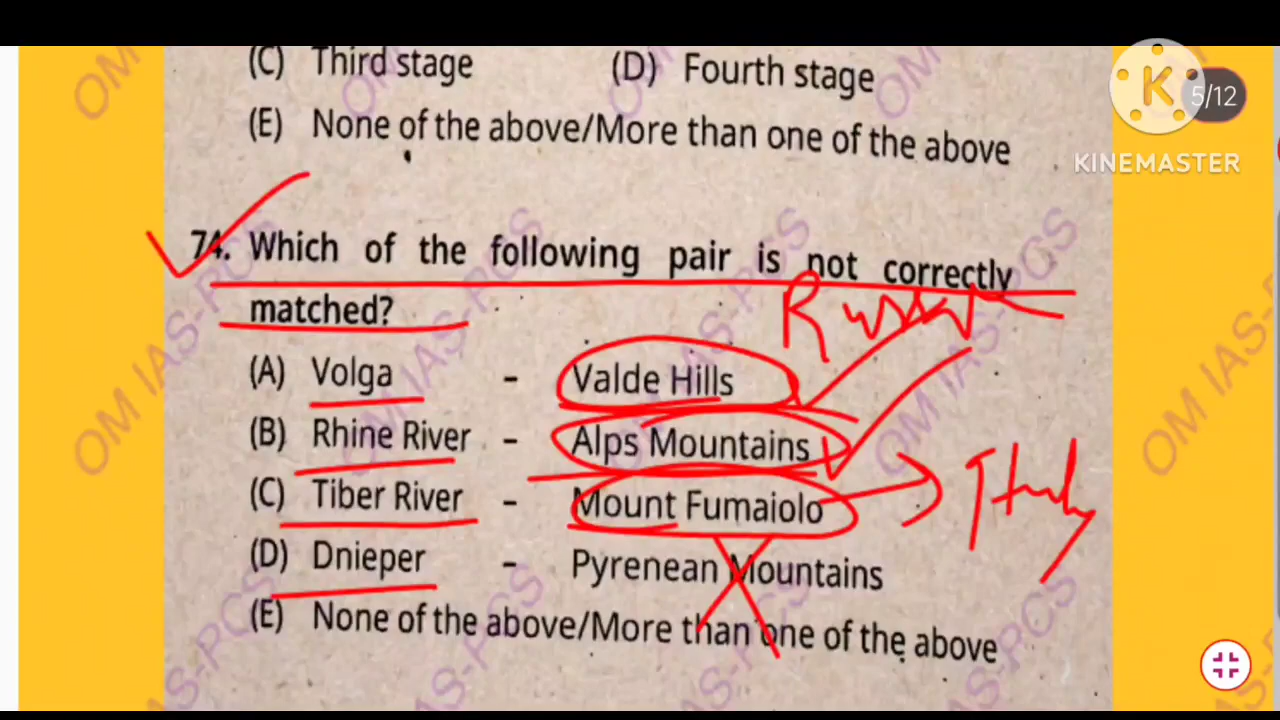 (C) Third stage (D) Fourth stage
(E) None of the above/More than one of the above
5/12
KINEMASTER
74. Which of the following pair is not correctly
matched?
Russia
(A) Volga - Valde Hills
(B) Rhine River - Alps Mountains
(C) Tiber River - Mount Fumaiolo
Italy
(D) Dnieper - Pyrenean Mountains
(E) None of the above/More than one of the above
OM IAS-PCS